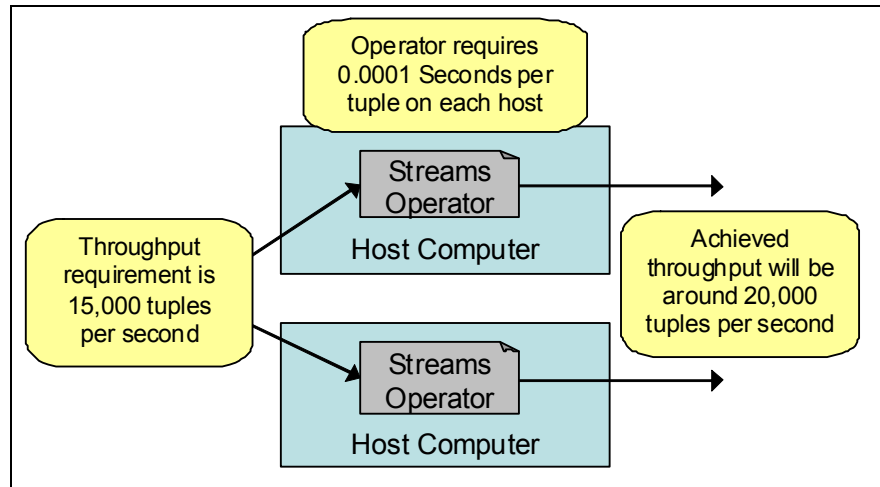 Operator requires
0.0001 Seconds per
tuple on each host
Streams
Operator
Host Computer
Throughput
requirement is
15,000 tuples
per second
Achieved
throughput will be
around 20,000
tuples per second
Streams
Operator
Host Computer